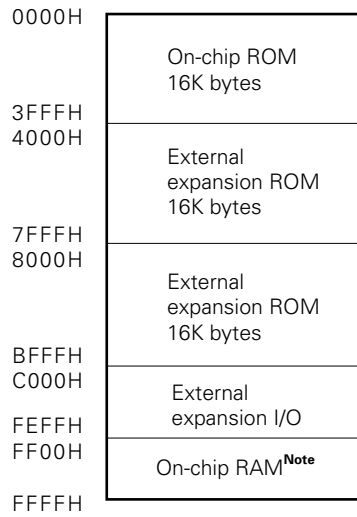 0000H
On-chip ROM
16K bytes
3FFFH
4000H
External
expansion ROM
16K bytes
7FFFH
8000H
External
expansion ROM
16K bytes
BFFFH
C000H
External
expansion I/O
FEFFH
FF00H
On-chip RAMNote
FFFFH